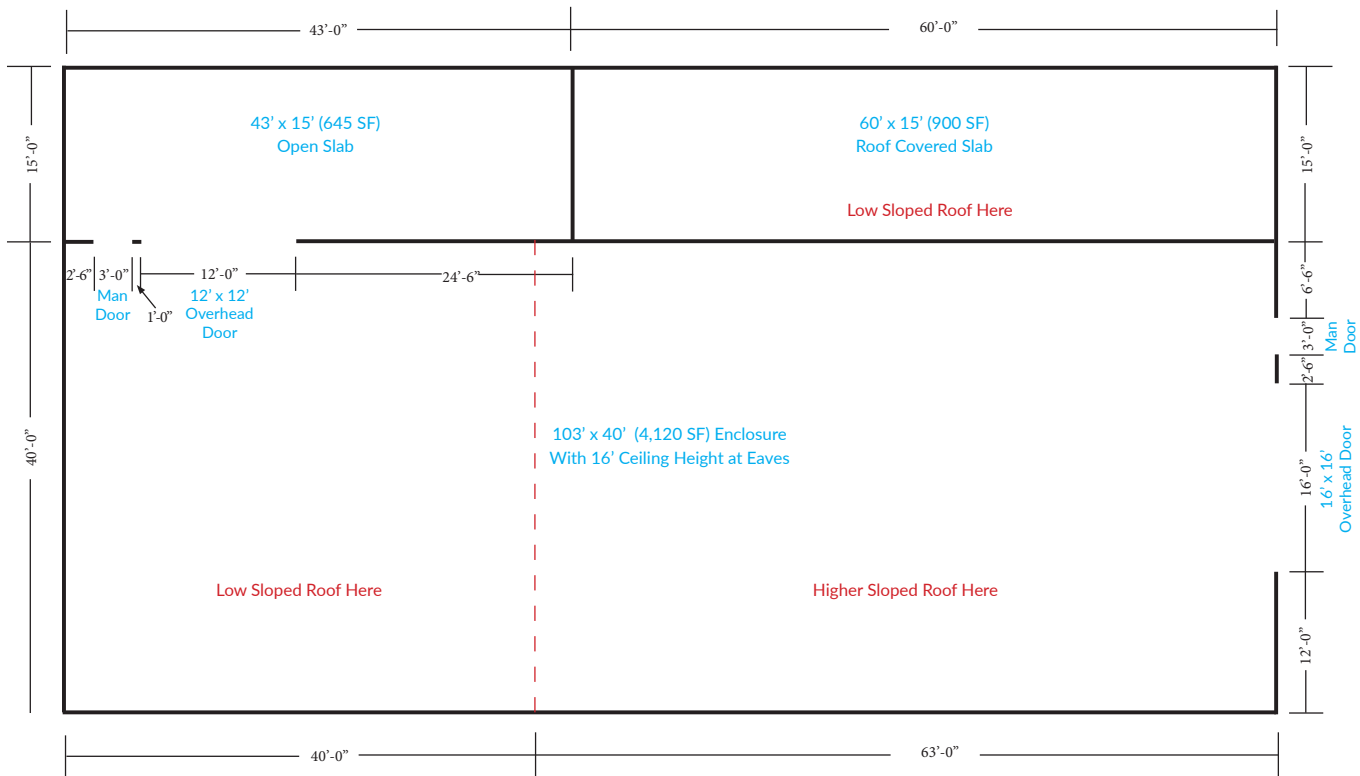 43’-0”
60’-0”
15’-0”
43’ x 15’ (645 SF)
Open Slab
60’ x 15’ (900 SF)
Roof Covered Slab
15’-0”
Low Sloped Roof Here
2’-6”
3’-0”
12’-0”
24’-6”
6’-6”
Man
Door
1’-0”
12’ x 12’
Overhead
Door
3’-0”
Man
Door
2’-6”
40’-0”
103’ x 40’ (4,120 SF) Enclosure
With 16’ Ceiling Height at Eaves
16’-0”
16’ x 16’
Overhead Door
Low Sloped Roof Here
Higher Sloped Roof Here
12’-0”
40’-0”
63’-0”